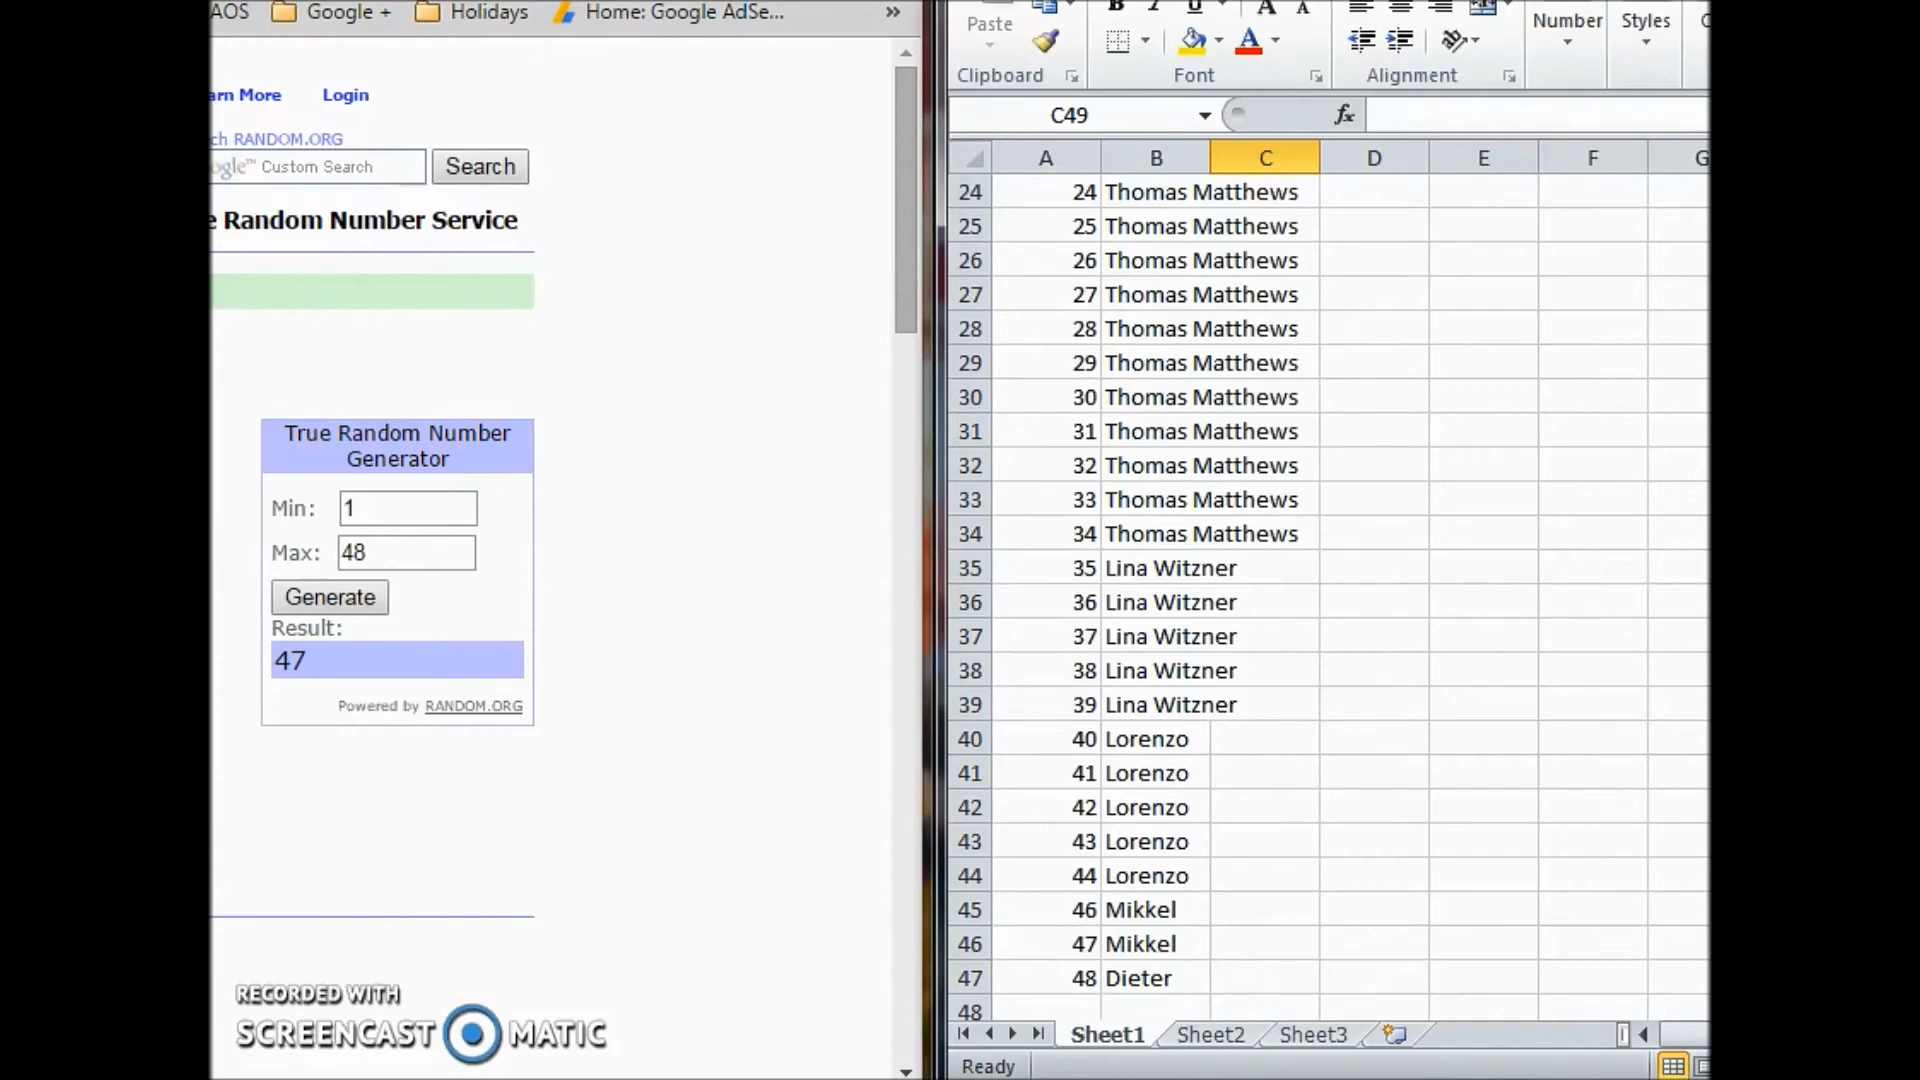 AOS Google + Holidays Home: Google AdSe... »
arn More Login
ch RANDOM.ORG
ogle™ Custom Search Search
e Random Number Service
True Random Number
Generator
Min: 1
Max: 48
Generate
Result:
47
Powered by RANDOM.ORG
RECORDED WITH
SCREENCAST MATIC
Paste B I U A A Number Styles
Clipboard Font Alignment
C49 fx
A B C D E F G
24 24 Thomas Matthews
25 25 Thomas Matthews
26 26 Thomas Matthews
27 27 Thomas Matthews
28 28 Thomas Matthews
29 29 Thomas Matthews
30 30 Thomas Matthews
31 31 Thomas Matthews
32 32 Thomas Matthews
33 33 Thomas Matthews
34 34 Thomas Matthews
35 35 Lina Witzner
36 36 Lina Witzner
37 37 Lina Witzner
38 38 Lina Witzner
39 39 Lina Witzner
40 40 Lorenzo
41 41 Lorenzo
42 42 Lorenzo
43 43 Lorenzo
44 44 Lorenzo
45 46 Mikkel
46 47 Mikkel
47 48 Dieter
48
Sheet1 Sheet2 Sheet3
Ready